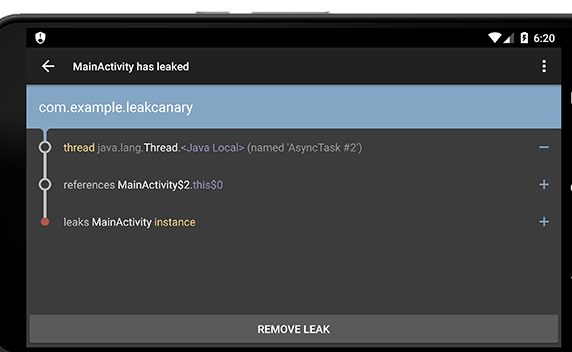 6:20
MainActivity has leaked
com.example.leakcanary
thread java.lang.Thread.<Java Local> (named 'AsyncTask #2')
references MainActivity$2.this$0
leaks MainActivity instance
REMOVE LEAK